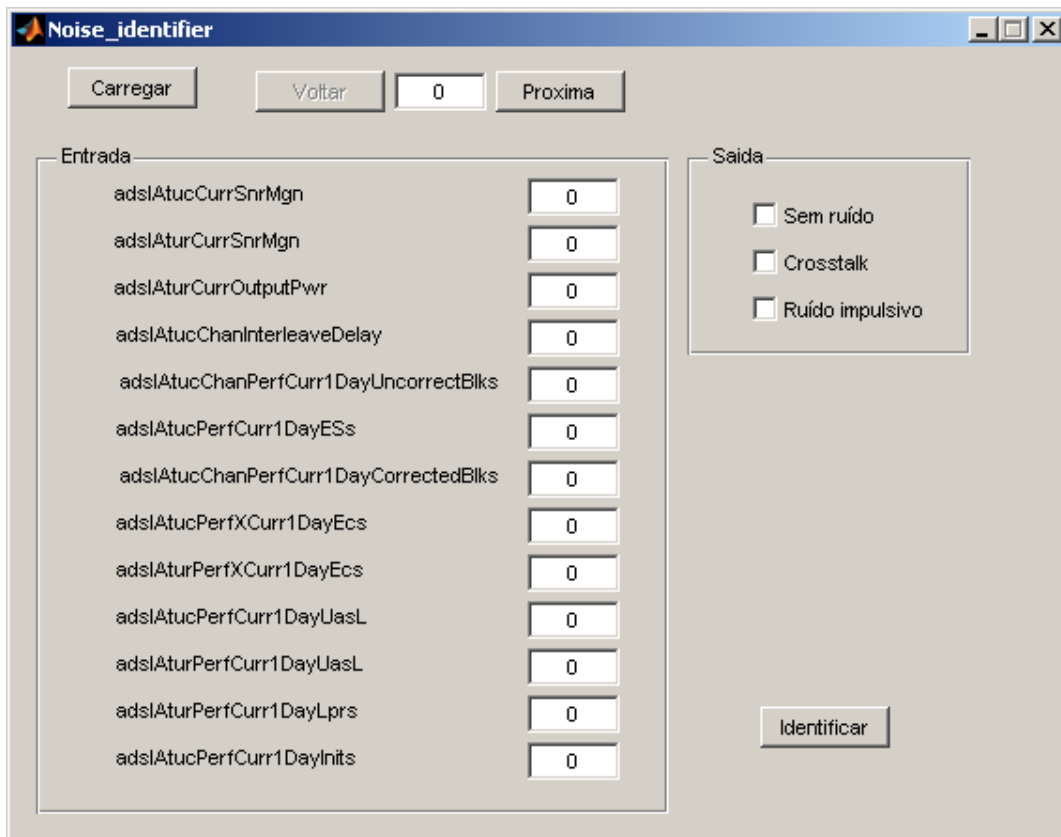 Noise_identifier
Carregar Voltar 0 Proxima
Entrada
adslAtucCurrSnrMgn 0
adslAturCurrSnrMgn 0
adslAturCurrOutputPwr 0
adslAtucChanInterleaveDelay 0
adslAtucChanPerfCurr1DayUncorrectBlks 0
adslAtucPerfCurr1DayESs 0
adslAtucChanPerfCurr1DayCorrectedBlks 0
adslAtucPerfXCurr1DayEcs 0
adslAturPerfXCurr1DayEcs 0
adslAtucPerfCurr1DayUasL 0
adslAturPerfCurr1DayUasL 0
adslAturPerfCurr1DayLprs 0
adslAtucPerfCurr1DayInits 0
Saida
Sem ruído
Crosstalk
Ruído impulsivo
Identificar